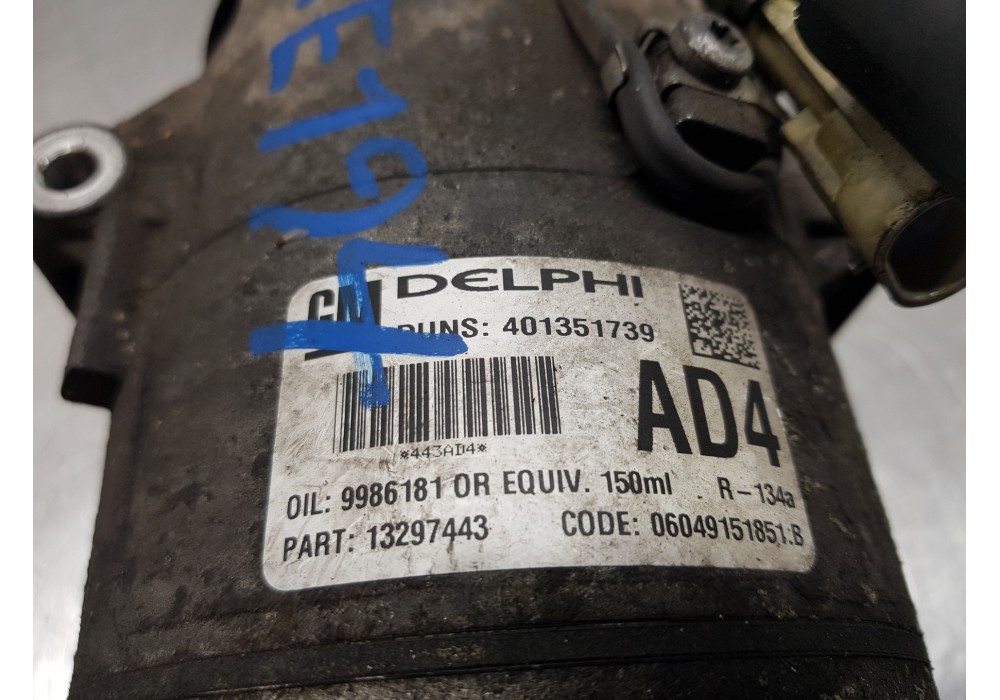 GM DELPHI
DUNS: 401351739
AD4
*443AD4*
OIL: 9986181 OR EQUIV. 150ml R-134a
PART: 13297443 CODE: 06049151851.B